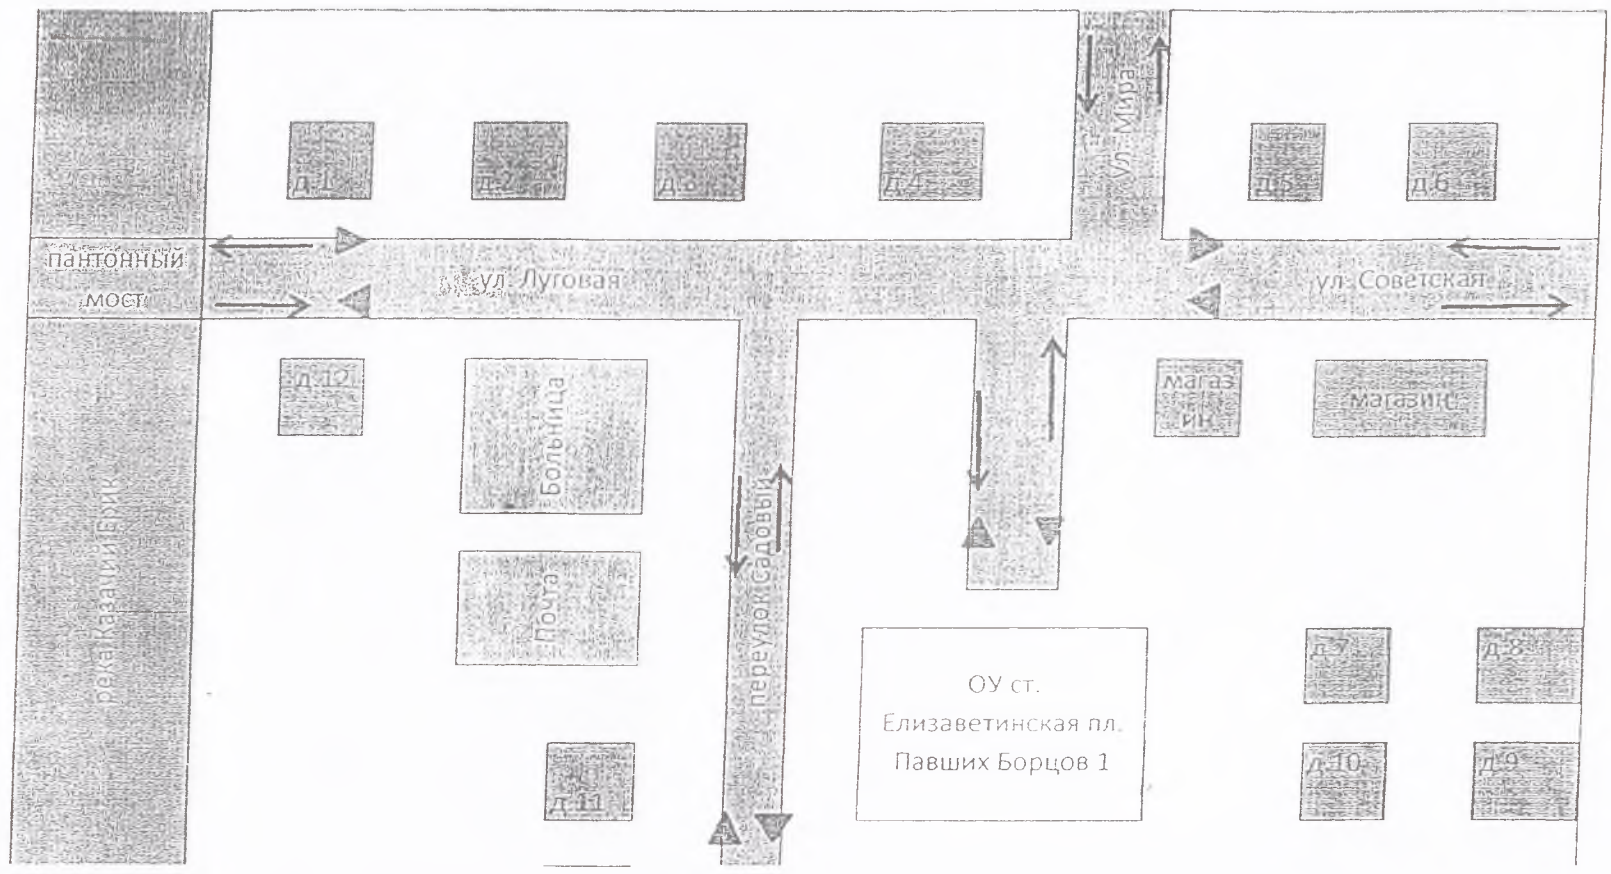 ул. Мира
д.1
д.2
д.3
д.4
д.5
д.6
пантонный
мост
ул. Луговая
ул. Советская
д.12
Больница
магаз
ин
магазин
река Казачий Ерик
переулок Садовый
Почта
ОУ ст.
Елизаветинская пл.
Павших Борцов 1
д.7
д.8
д.11
д.10
д.9